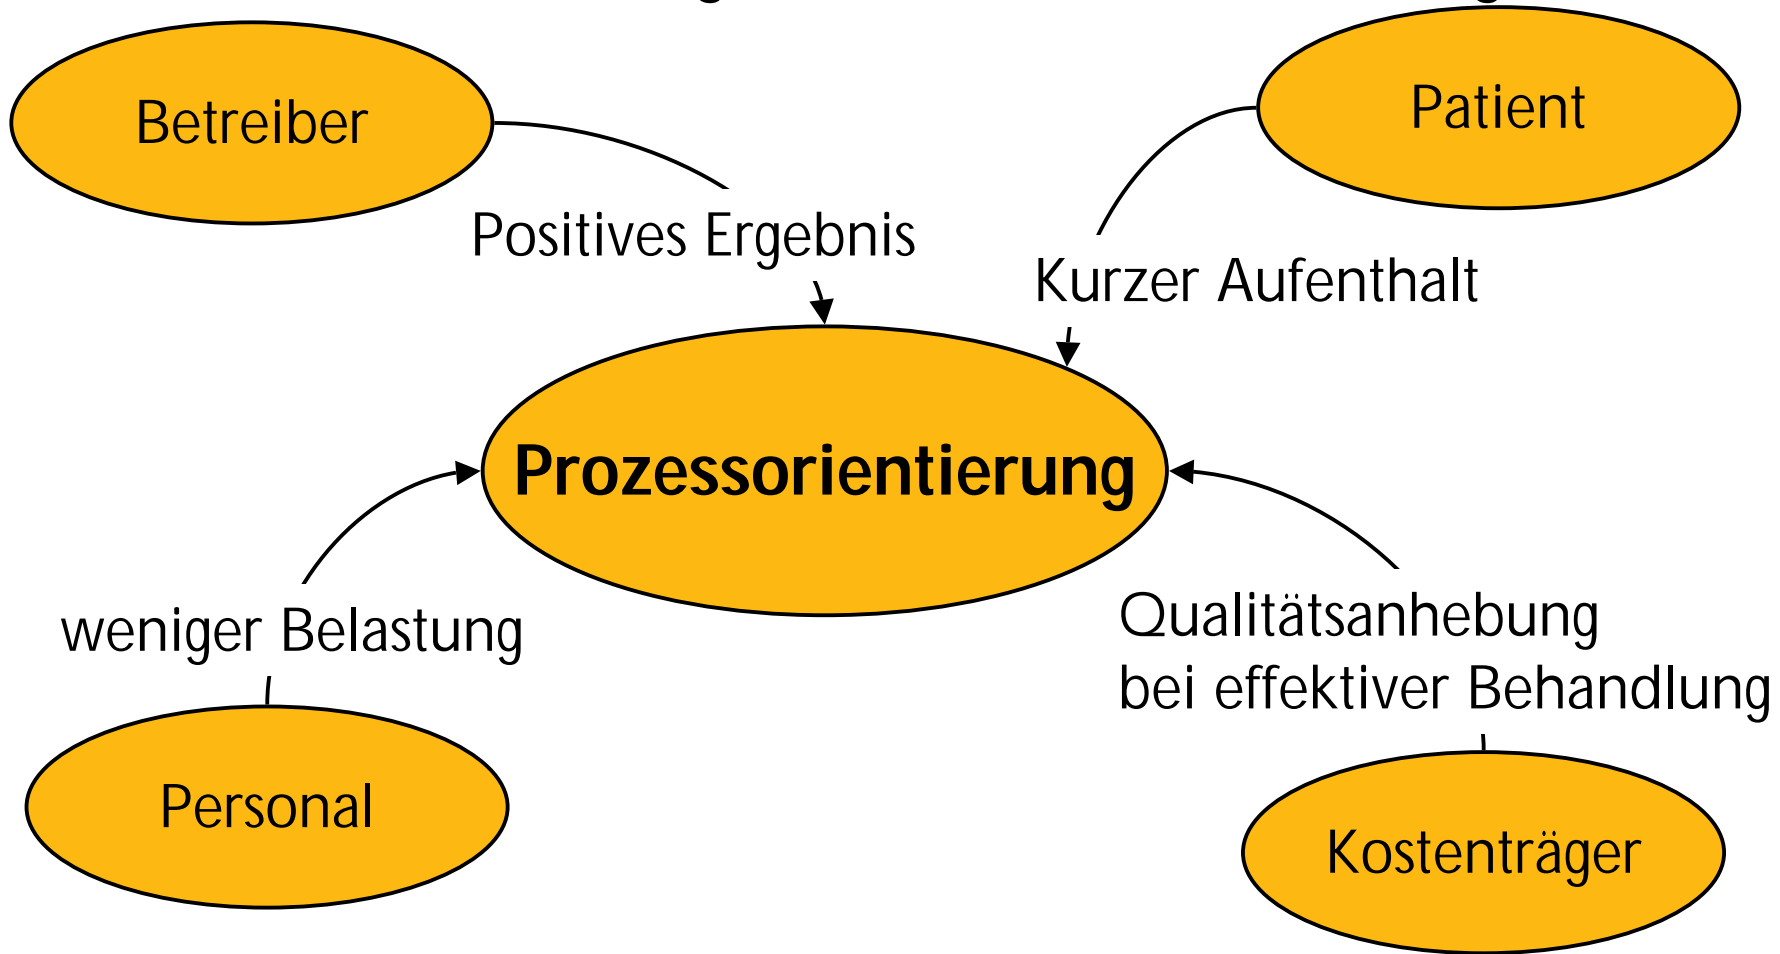 Betreiber
Patient
Positives Ergebnis
Kurzer Aufenthalt
Prozessorientierung
weniger Belastung
Qualitätsanhebung
bei effektiver Behandlung
Personal
Kostenträger